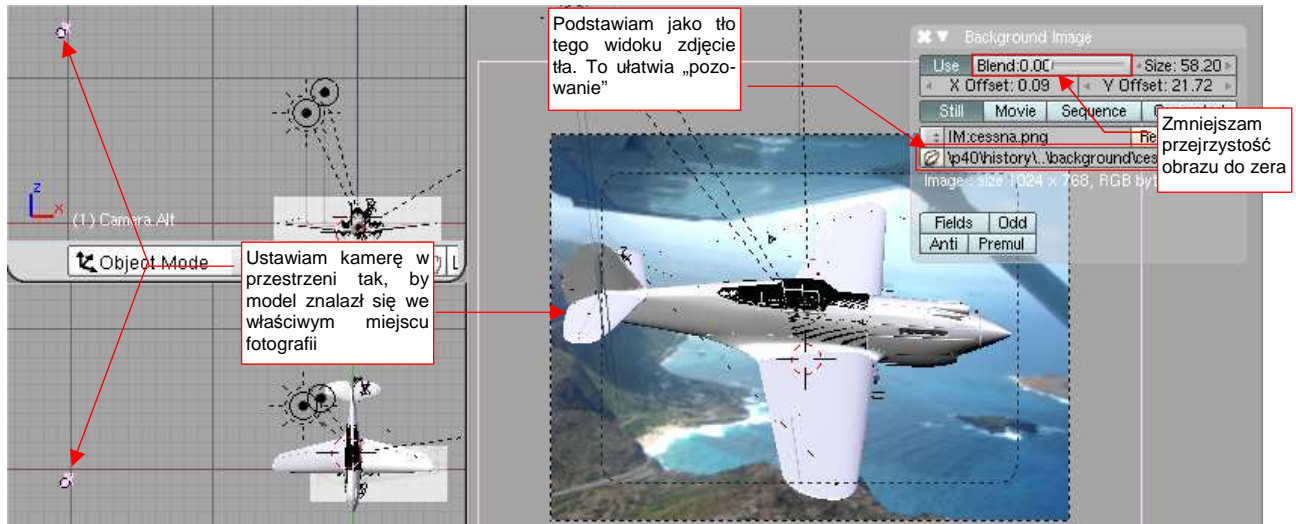 Podstawiam jako tło
tego widoku zdjęcie
tła. To ułatwia „pozo-
wanie”
Background Image
Use Blend:0.00 Size: 58.20
X Offset: 0.09 Y Offset: 21.72
Still Movie Sequence
IM:cessna.png
\p40\history\..\background\ces
Image : size 1024 x 768, RGB byt
Fields Odd
Anti Premul
Zmniejszam
przejrzystość
obrazu do zera
z
x
(1) Camera.Alt
Object Mode
Ustawiam kamerę w
przestrzeni tak, by
model znalazł się we
właściwym miejscu
fotografii